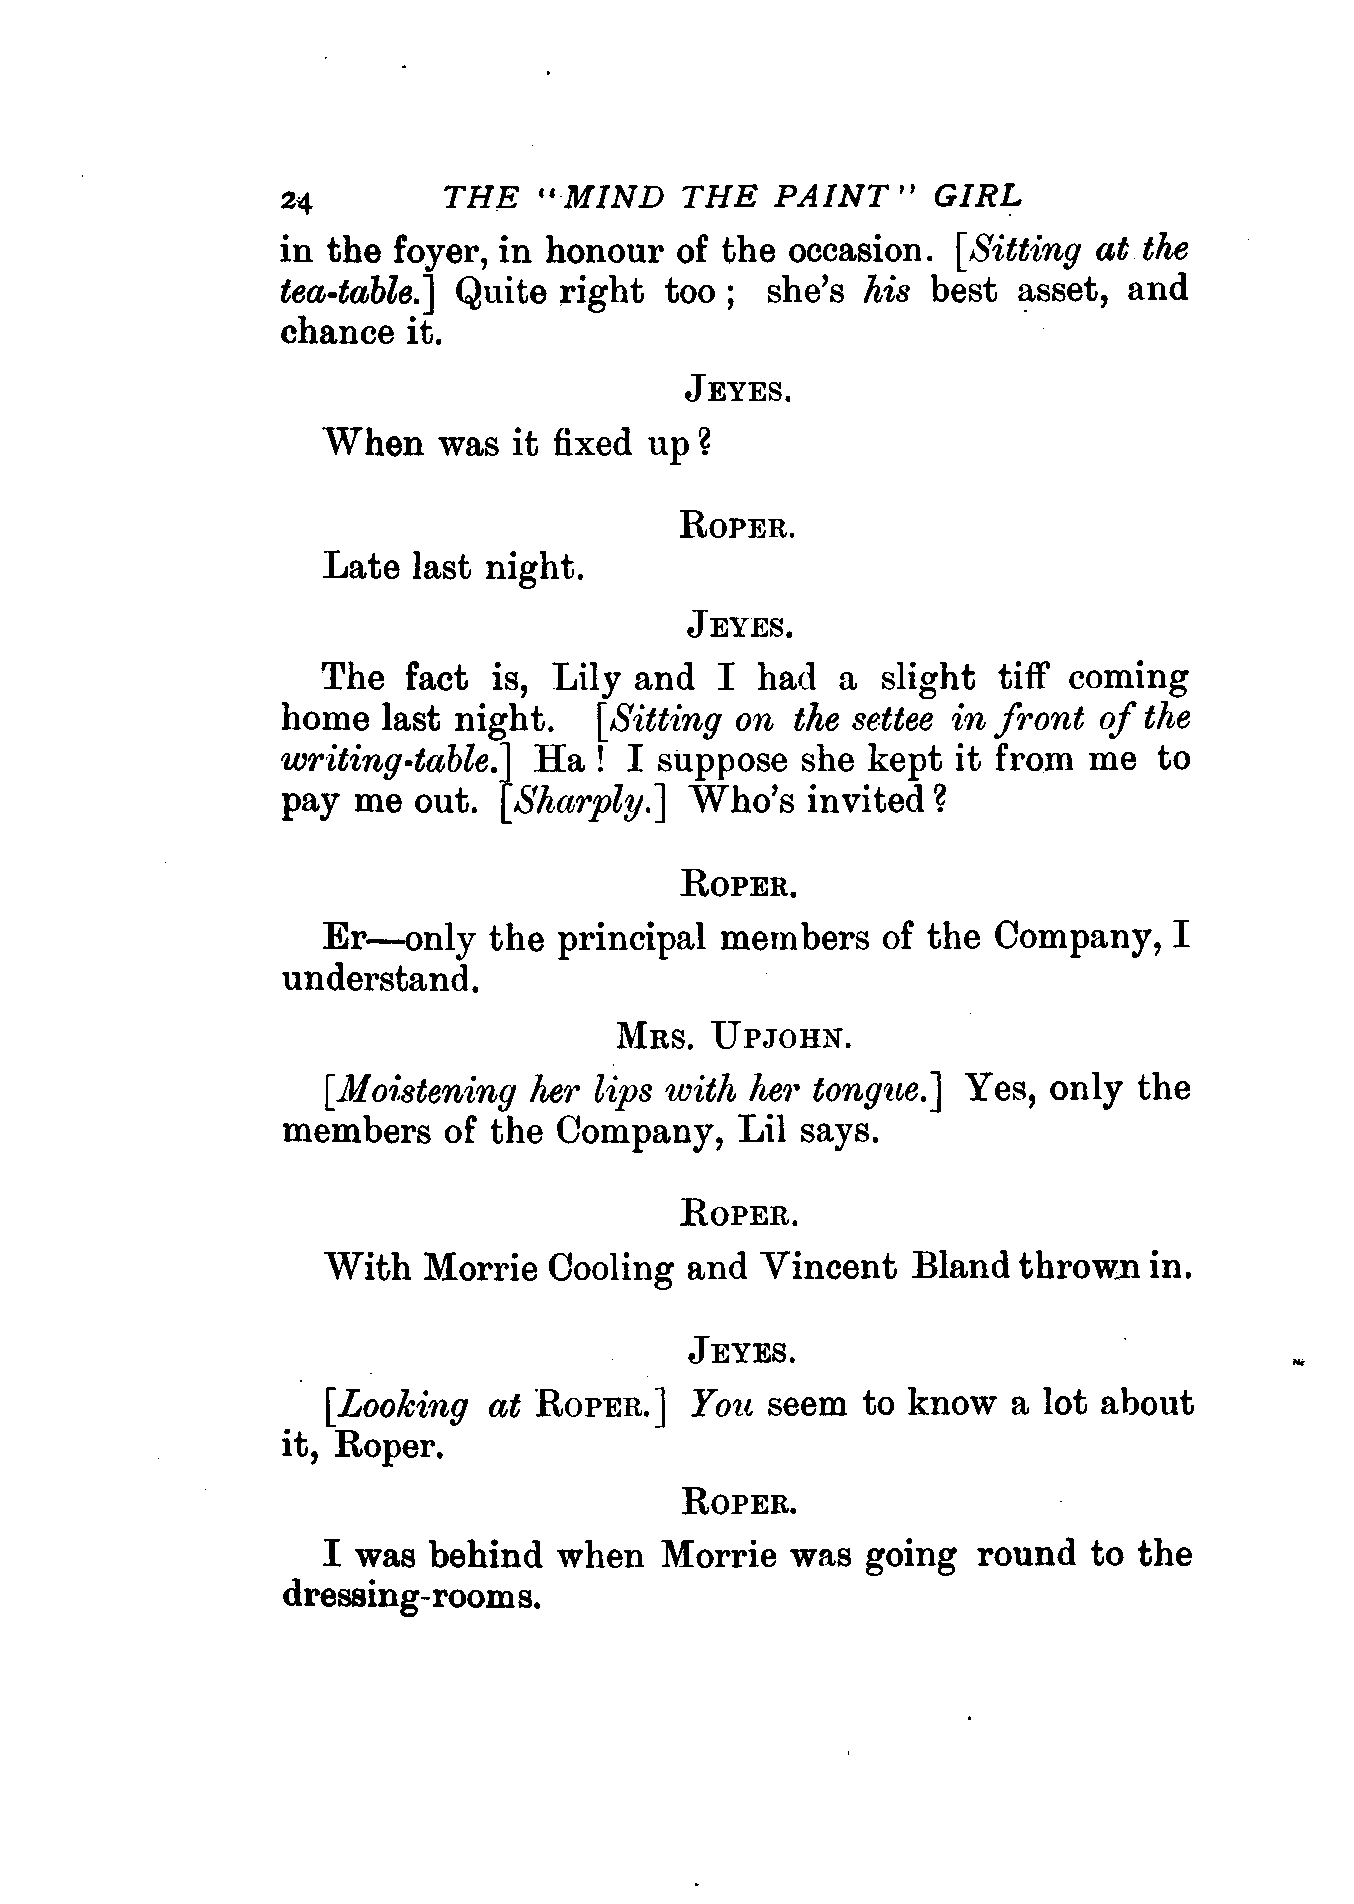 24 THE "MIND THE PAINT" GIRL
in the foyer, in honour of the occasion. [Sitting at the
tea-table.] Quite right too; she's his best asset, and
chance it.
JEYES.
When was it fixed up?
ROPER.
Late last night.
JEYES.
The fact is, Lily and I had a slight tiff coming
home last night. [Sitting on the settee in front of the
writing-table.] Ha! I suppose she kept it from me to
pay me out. [Sharply.] Who's invited?
ROPER.
Er—only the principal members of the Company, I
understand.
MRS. UPJOHN.
[Moistening her lips with her tongue.] Yes, only the
members of the Company, Lil says.
ROPER.
With Morrie Cooling and Vincent Bland thrown in.
JEYES.
[Looking at ROPER.] You seem to know a lot about
it, Roper.
ROPER.
I was behind when Morrie was going round to the
dressing-rooms.